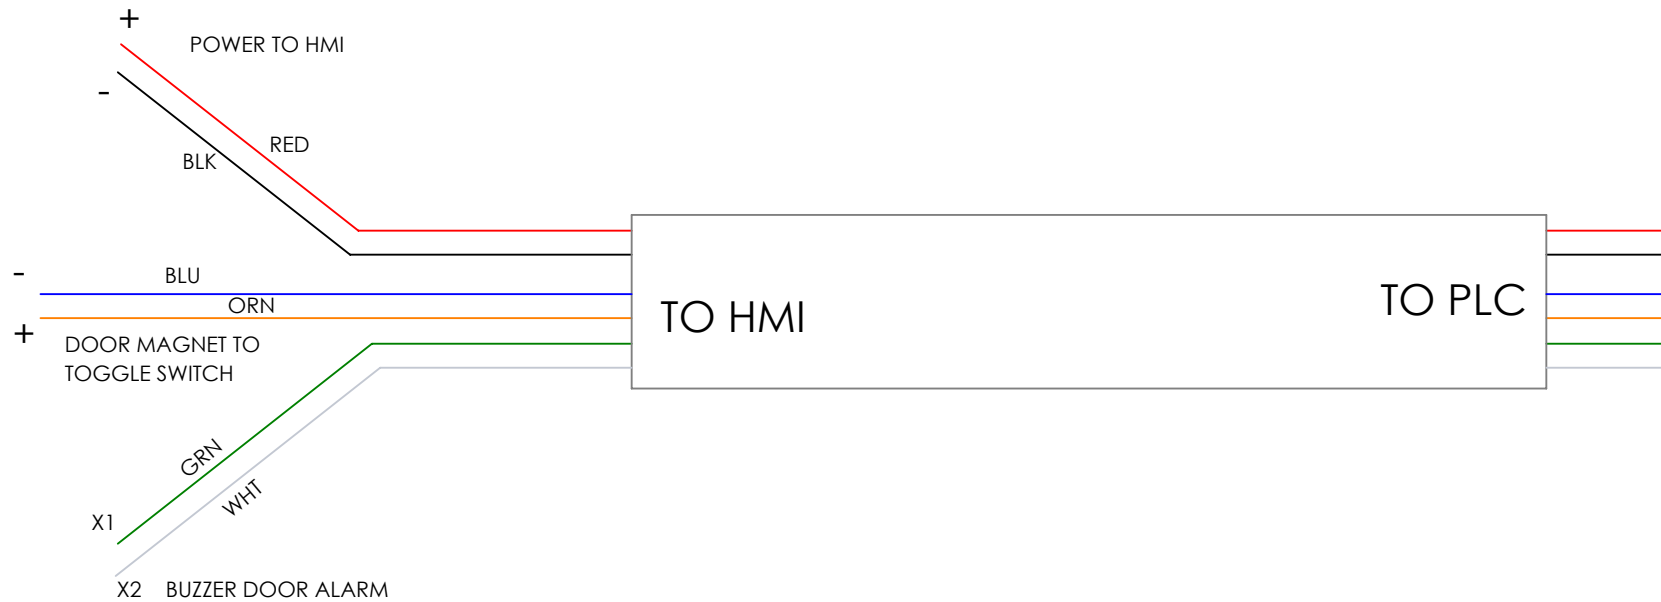 +
POWER TO HMI
-
RED
BLK
-
BLU
ORN
+
DOOR MAGNET TO
TOGGLE SWITCH
TO HMI
TO PLC
GRN
WHT
X1
X2 BUZZER DOOR ALARM